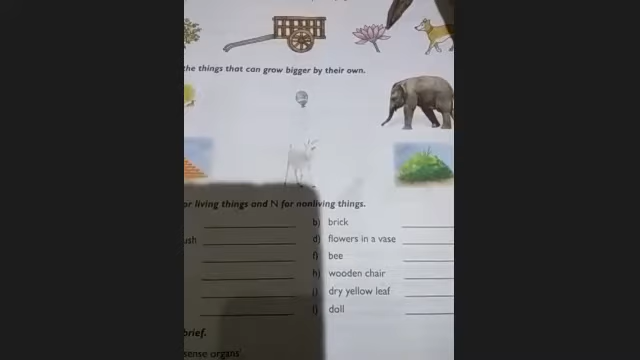 the things that can grow bigger by their own.
or living things and N for nonliving things.
b) brick
ush d) flowers in a vase
f) bee
h) wooden chair
j) dry yellow leaf
l) doll
brief.
sense organs'